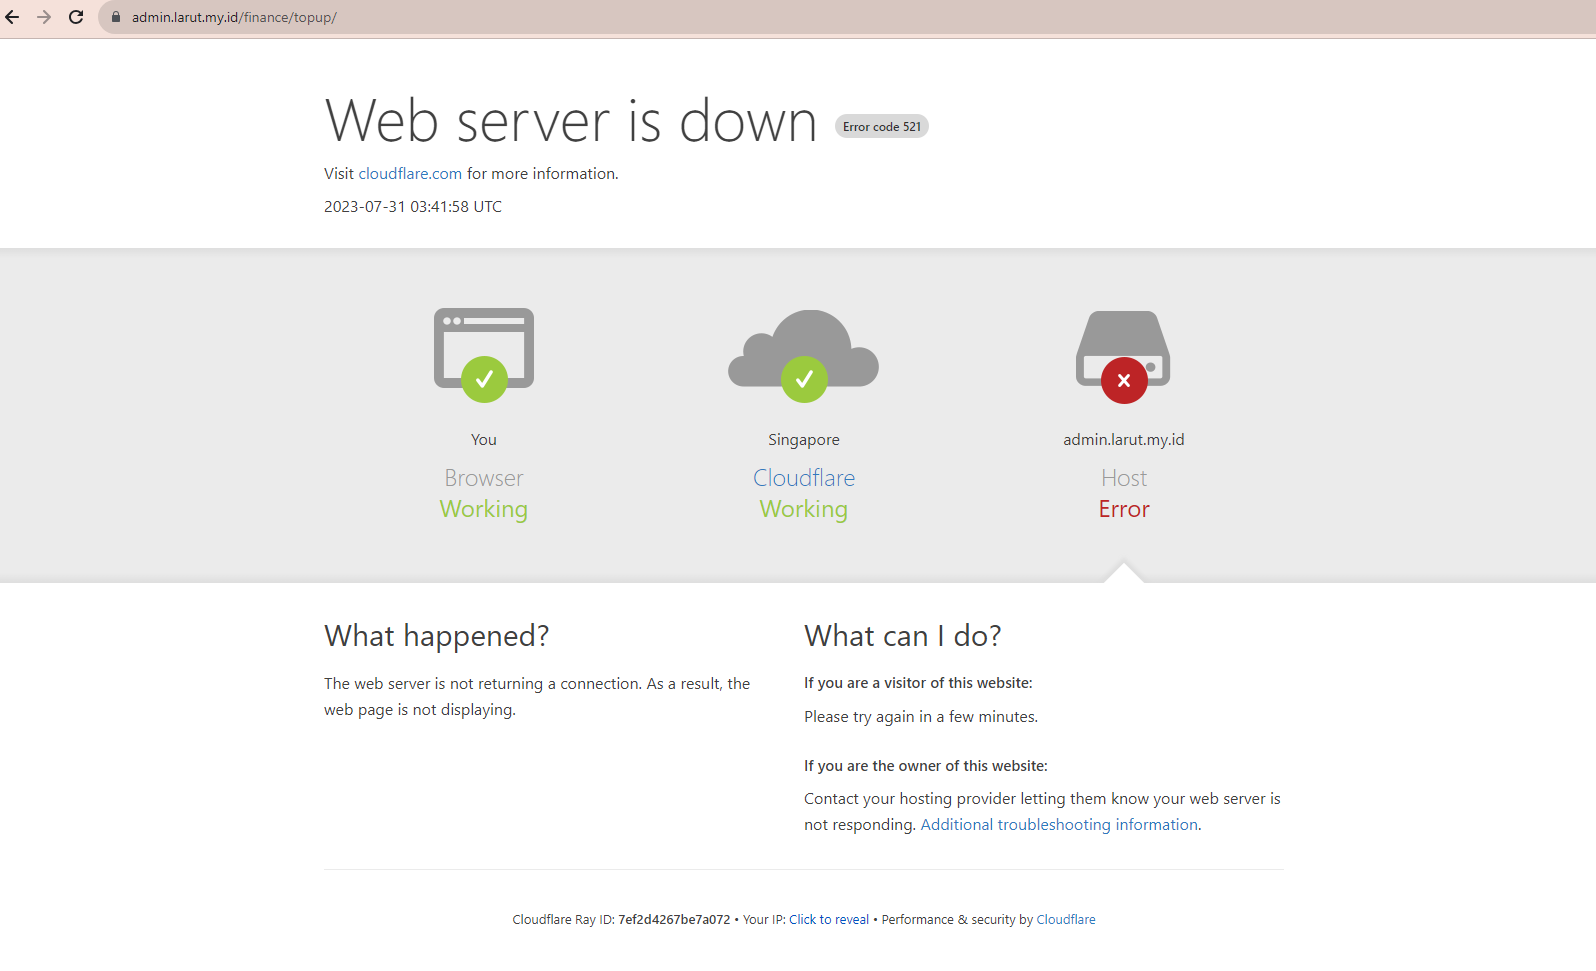 admin.larut.my.id/finance/topup/
Web server is down Error code 521
Visit cloudflare.com for more information.
2023-07-31 03:41:58 UTC
You
Browser
Working
Singapore
Cloudflare
Working
admin.larut.my.id
Host
Error
What happened?
The web server is not returning a connection. As a result, the
web page is not displaying.
What can I do?
If you are a visitor of this website:
Please try again in a few minutes.
If you are the owner of this website:
Contact your hosting provider letting them know your web server is
not responding. Additional troubleshooting information.
Cloudflare Ray ID: 7ef2d4267be7a072 • Your IP: Click to reveal • Performance & security by Cloudflare